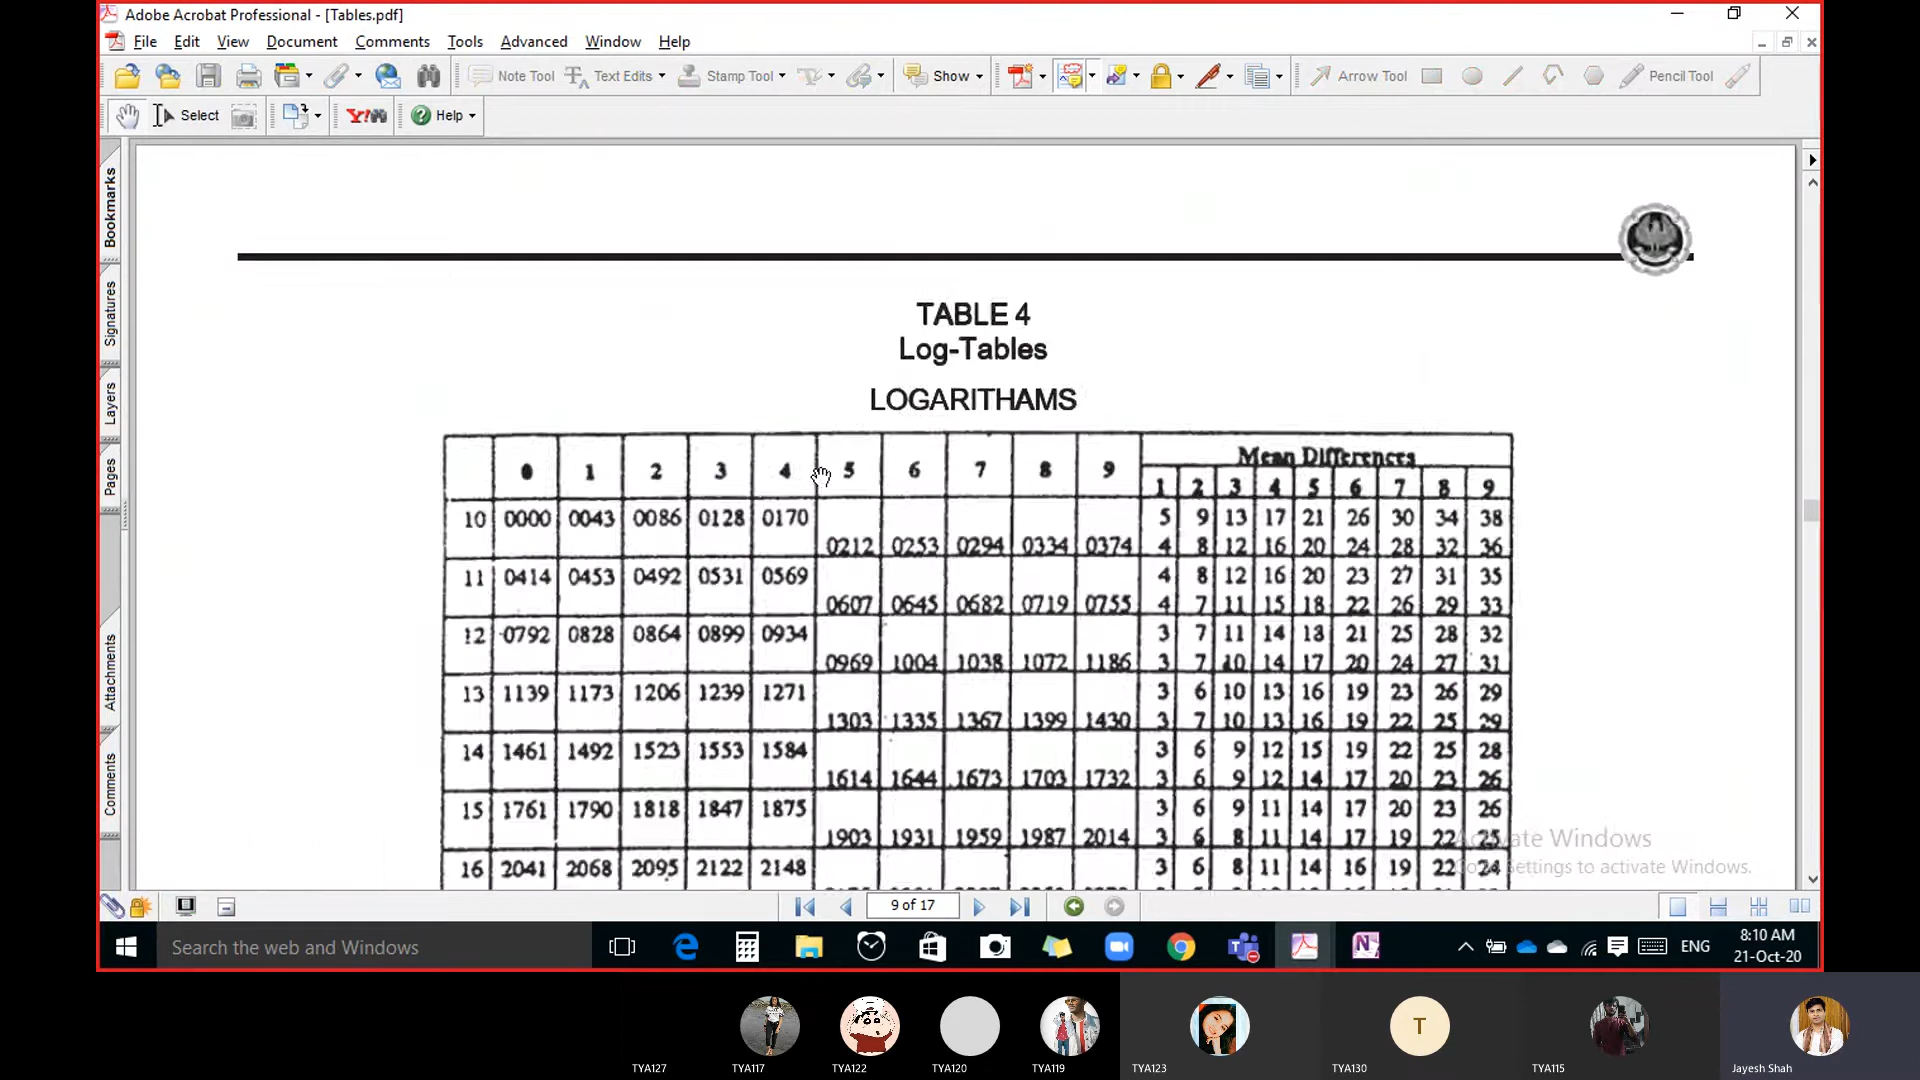 Adobe Acrobat Professional - [Tables.pdf]
File Edit View Document Comments Tools Advanced Window Help
Note Tool Text Edits Stamp Tool Show Arrow Tool Pencil Tool
Select Y! Help
Bookmarks
Signatures
Layers
Pages
Attachments
Comments
TABLE 4
Log-Tables
LOGARITHAMS
0 1 2 3 4 5 6 7 8 9 Mean Differences
1 2 3 4 5 6 7 8 9
10 0000 0043 0086 0128 0170 5 9 13 17 21 26 30 34 38
0212 0253 0294 0334 0374 4 8 12 16 20 24 28 32 36
11 0414 0453 0492 0531 0569 4 8 12 16 20 23 27 31 35
0607 0645 0682 0719 0755 4 7 11 15 18 22 26 29 33
12 0792 0828 0864 0899 0934 3 7 11 14 18 21 25 28 32
0969 1004 1038 1072 1186 3 7 10 14 17 20 24 27 31
13 1139 1173 1206 1239 1271 3 6 10 13 16 19 23 26 29
1303 1335 1367 1399 1430 3 7 10 13 16 19 22 25 29
14 1461 1492 1523 1553 1584 3 6 9 12 15 19 22 25 28
1614 1644 1673 1703 1732 3 6 9 12 14 17 20 23 26
15 1761 1790 1818 1847 1875 3 6 9 11 14 17 20 23 26
1903 1931 1959 1987 2014 3 6 8 11 14 17 19 22 25
16 2041 2068 2095 2122 2148 3 6 8 11 14 16 19 22 24
Activate Windows
Go to Settings to activate Windows.
9 of 17
Search the web and Windows
ENG
8:10 AM
21-Oct-20
T
TYA127 TYA117 TYA122 TYA120 TYA119 TYA123 TYA130 TYA115 Jayesh Shah